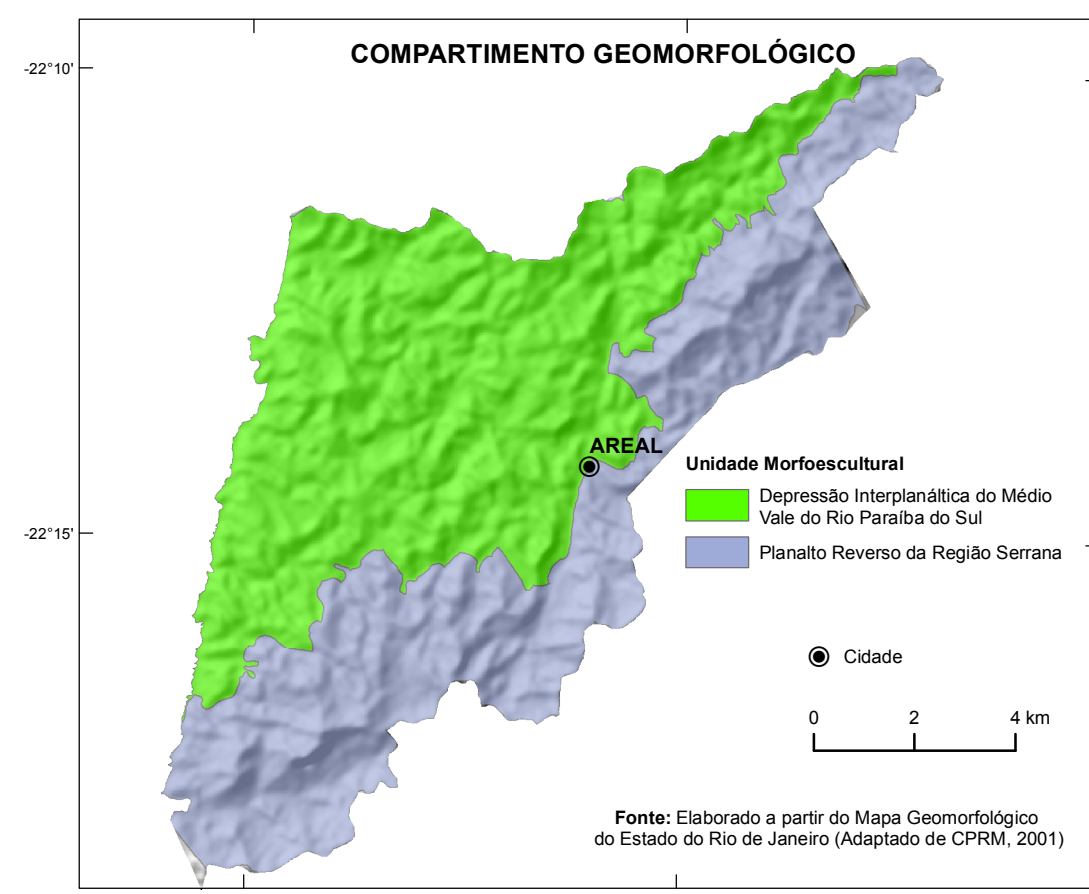 COMPARTIMENTO GEOMORFOLÓGICO
-22°10'
AREAL
Unidade Morfoescultural
Depressão Interplanáltica do Médio
Vale do Rio Paraíba do Sul
-22°15'
Planalto Reverso da Região Serrana
Cidade
0 2 4 km
Fonte: Elaborado a partir do Mapa Geomorfológico
do Estado do Rio de Janeiro (Adaptado de CPRM, 2001)